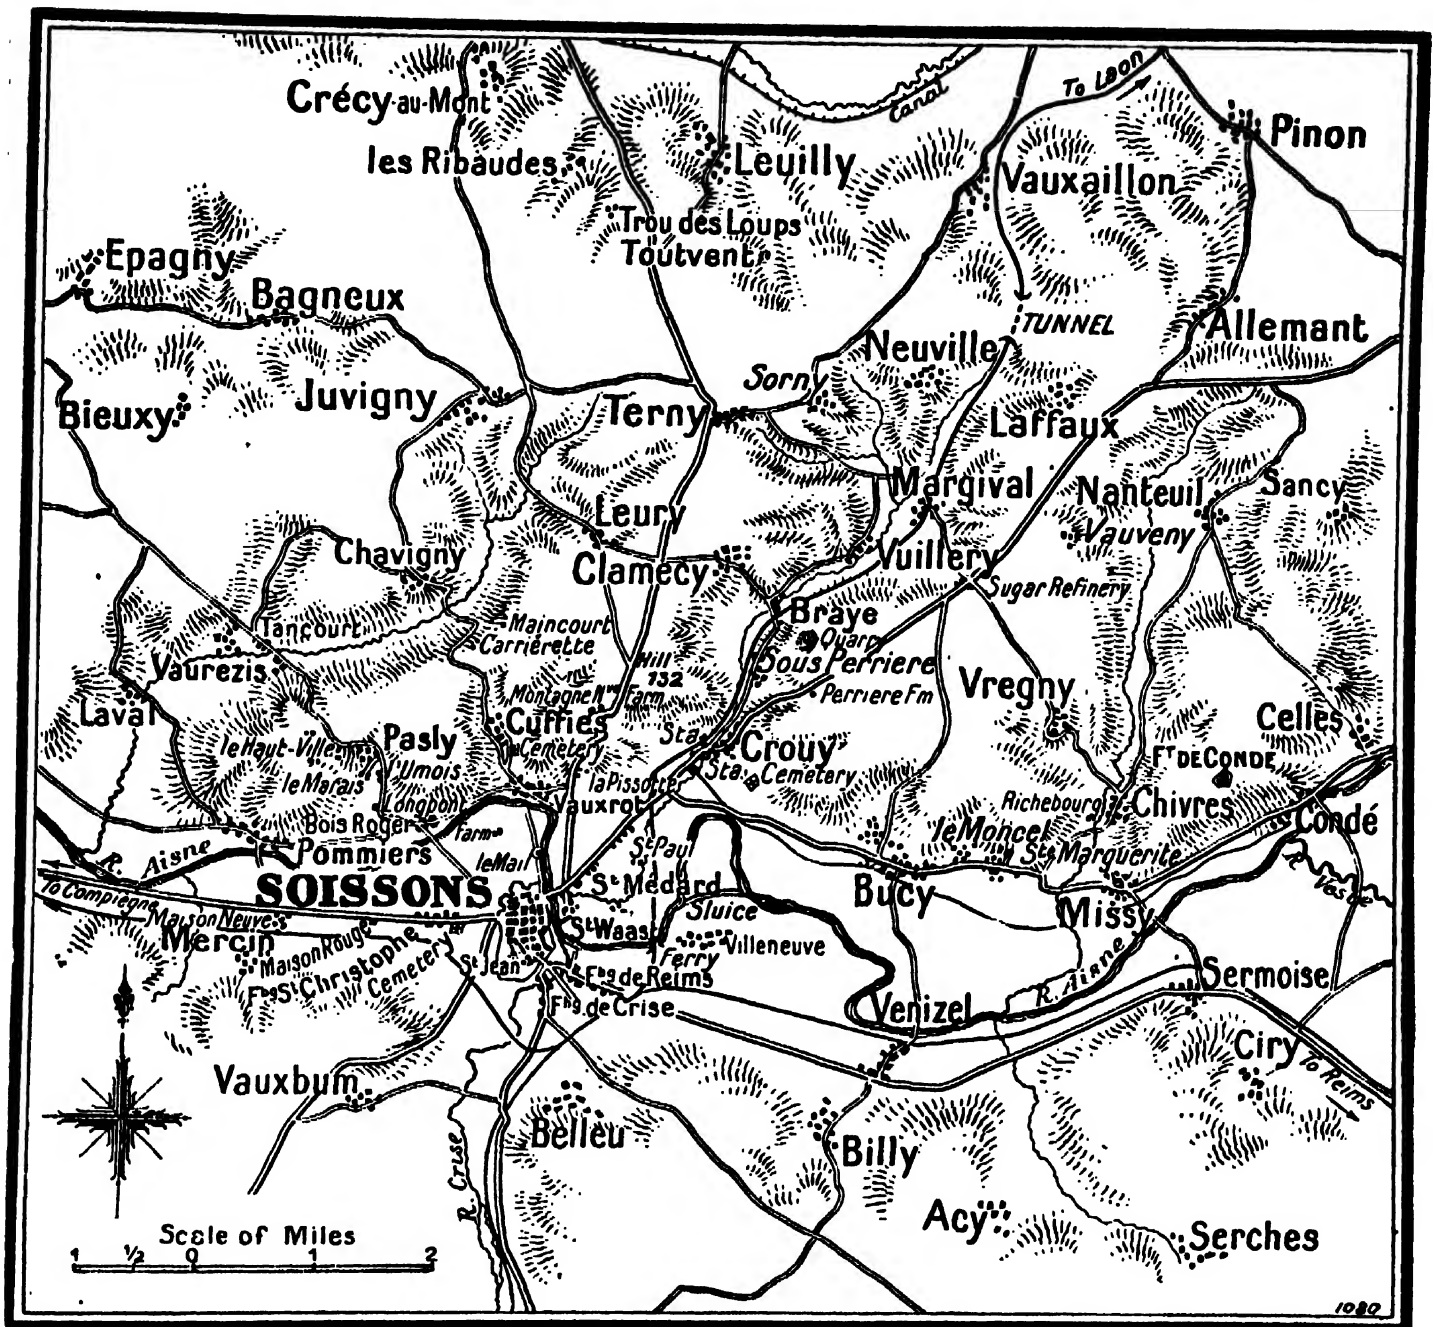 To Laon
Canal
Crécy-au-Mont
Pinon
les Ribaudes
Leuilly
Vauxaillon
Trou des Loups
Toutvent
Epagny
Bagneux
TUNNEL
Allemant
Neuville
Sorny
Juvigny
Bieuxy
Terny
Laffaux
Margival
Nanteuil
Sancy
Leury
Vauveny
Chavigny
Clamecy
Vuillery
Sugar Refinery
Braye
Maincourt
Tancourt
Quarry
Carriérette
Sous Perriere
Vaurezis
Hill
132
Perriere Fm
Vregny
Montagne Nve Farm
Laval
Cuffies
Celles
Pasly
le Haut-Ville
Cemetery
Sta.
Crouy
Ft DE CONDE
Umois
Sta.
Cemetery
le Marais
la Pissotte
Longbont
Vauxrot
Richebourg
Chivres
Bois Roger
Farm
le Moncel
Condé
R. Aisne
Pommiers
le Mail
St Paul
Ste Marguerite
SOISSONS
St Médard
Bucy
R. Vesle
To Compiegne
Maison Neuve
Sluice
Missy
Mercin
Maison Rouge
St Waast
Villeneuve
Fbg St Christophe
Cemetery
St Jean
Ferry
Fbg de Reims
R. Aisne
Sermoise
Fbg. de Crise
Venizel
Ciry
To Reims
Vauxbum
Belleu
Billy
R. Crise
Acy
Serches
Scale of Miles
1 1/2 0 1 2
1080